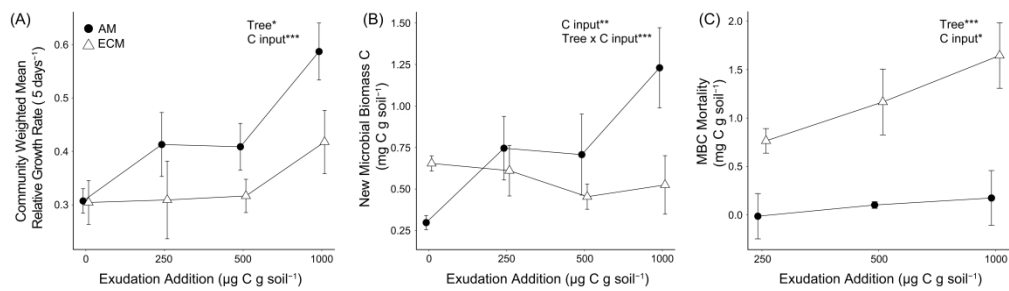 (A)
AM
ECM
Tree*
C input***
Community Weighted Mean
Relative Growth Rate ( 5 days⁻¹)
0.6
0.5
0.4
0.3
0
250
500
1000
Exudation Addition (µg C g soil⁻¹)
(B)
C input**
Tree x C input***
New Microbial Biomass C
(mg C g soil⁻¹)
1.25
1.00
0.75
0.50
0.25
0
250
500
1000
Exudation Addition (µg C g soil⁻¹)
(C)
Tree***
C input*
MBC Mortality
(mg C g soil⁻¹)
2.0
1.5
1.0
0.5
0.0
250
500
1000
Exudation Addition (µg C g soil⁻¹)